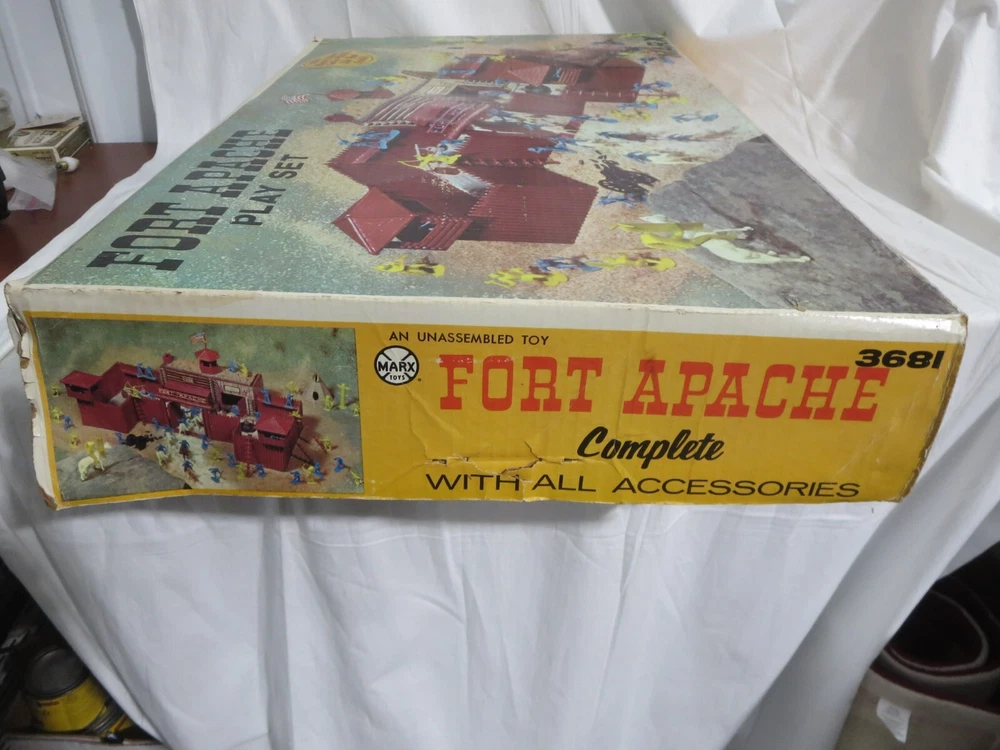 FORT APACHE
PLAY SET
AN UNASSEMBLED TOY
MARX
TOYS
FORT APACHE
3681
Complete
WITH ALL ACCESSORIES